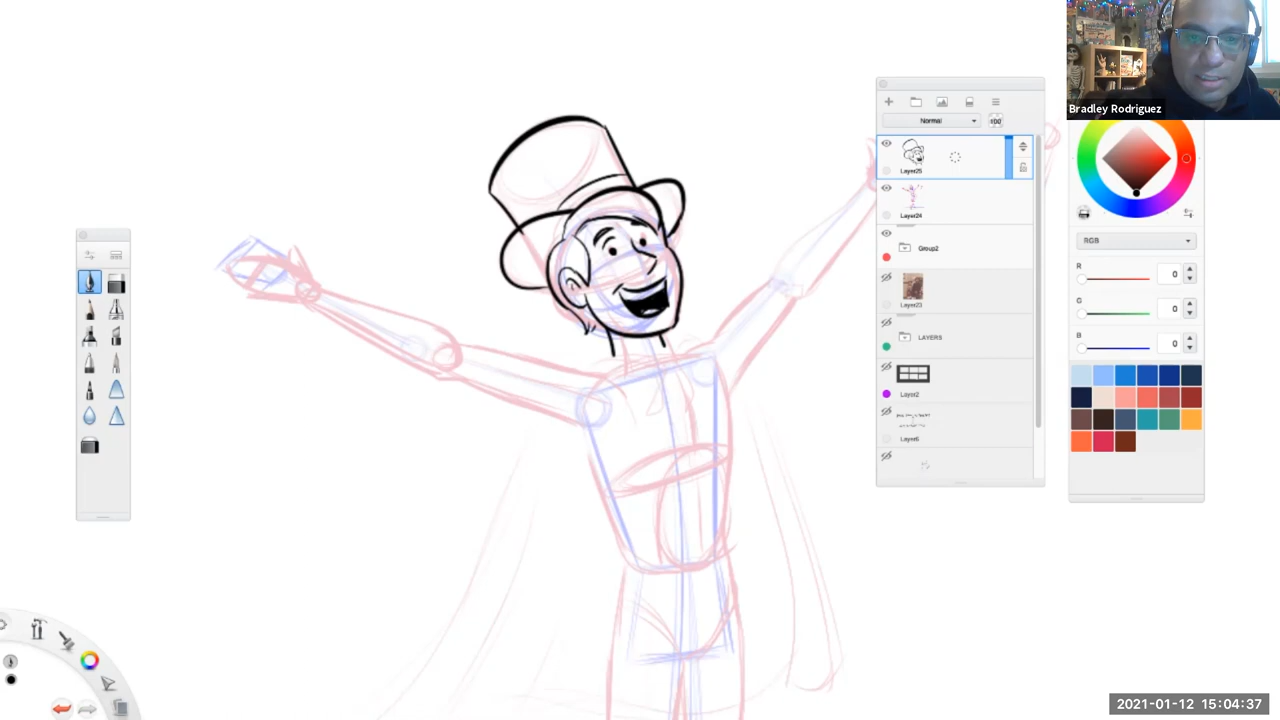 Bradley Rodriguez
Normal
100
Layer25
Layer24
Group2
Layer23
LAYERS
Layer2
Layer6
RGB
R
0
G
0
B
0
2021-01-12 15:04:37